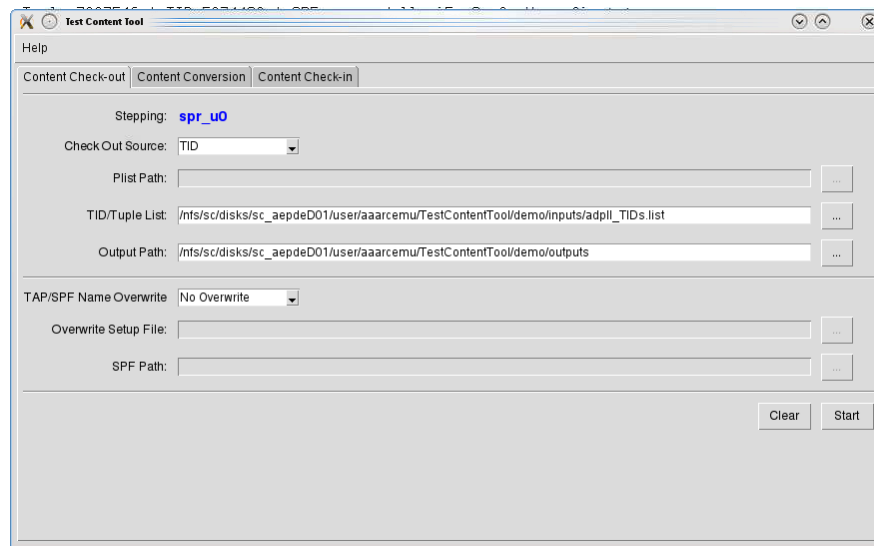 Test Content Tool
Help
Content Check-out Content Conversion Content Check-in
Stepping: spr_u0
Check Out Source: TID
Plist Path: ...
TID/Tuple List: /nfs/sc/disks/sc_aepdeD01/user/aaarcemu/TestContentTool/demo/inputs/adpll_TIDs.list ...
Output Path: /nfs/sc/disks/sc_aepdeD01/user/aaarcemu/TestContentTool/demo/outputs ...
TAP/SPF Name Overwrite No Overwrite
Overwrite Setup File: ...
SPF Path: ...
Clear Start